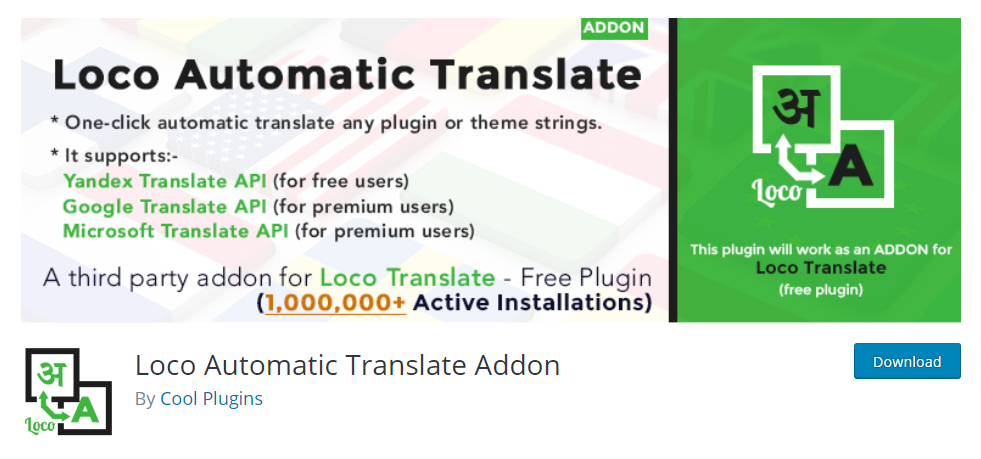 ADDON
Loco Automatic Translate
* One-click automatic translate any plugin or theme strings.
* It supports:-
Yandex Translate API (for free users)
Google Translate API (for premium users)
Microsoft Translate API (for premium users)
A third party addon for Loco Translate - Free Plugin
(1,000,000+ Active Installations)
अ
A
Loco
This plugin will work as an ADDON for
Loco Translate
(free plugin)
अ
A
Loco
Loco Automatic Translate Addon
By Cool Plugins
Download